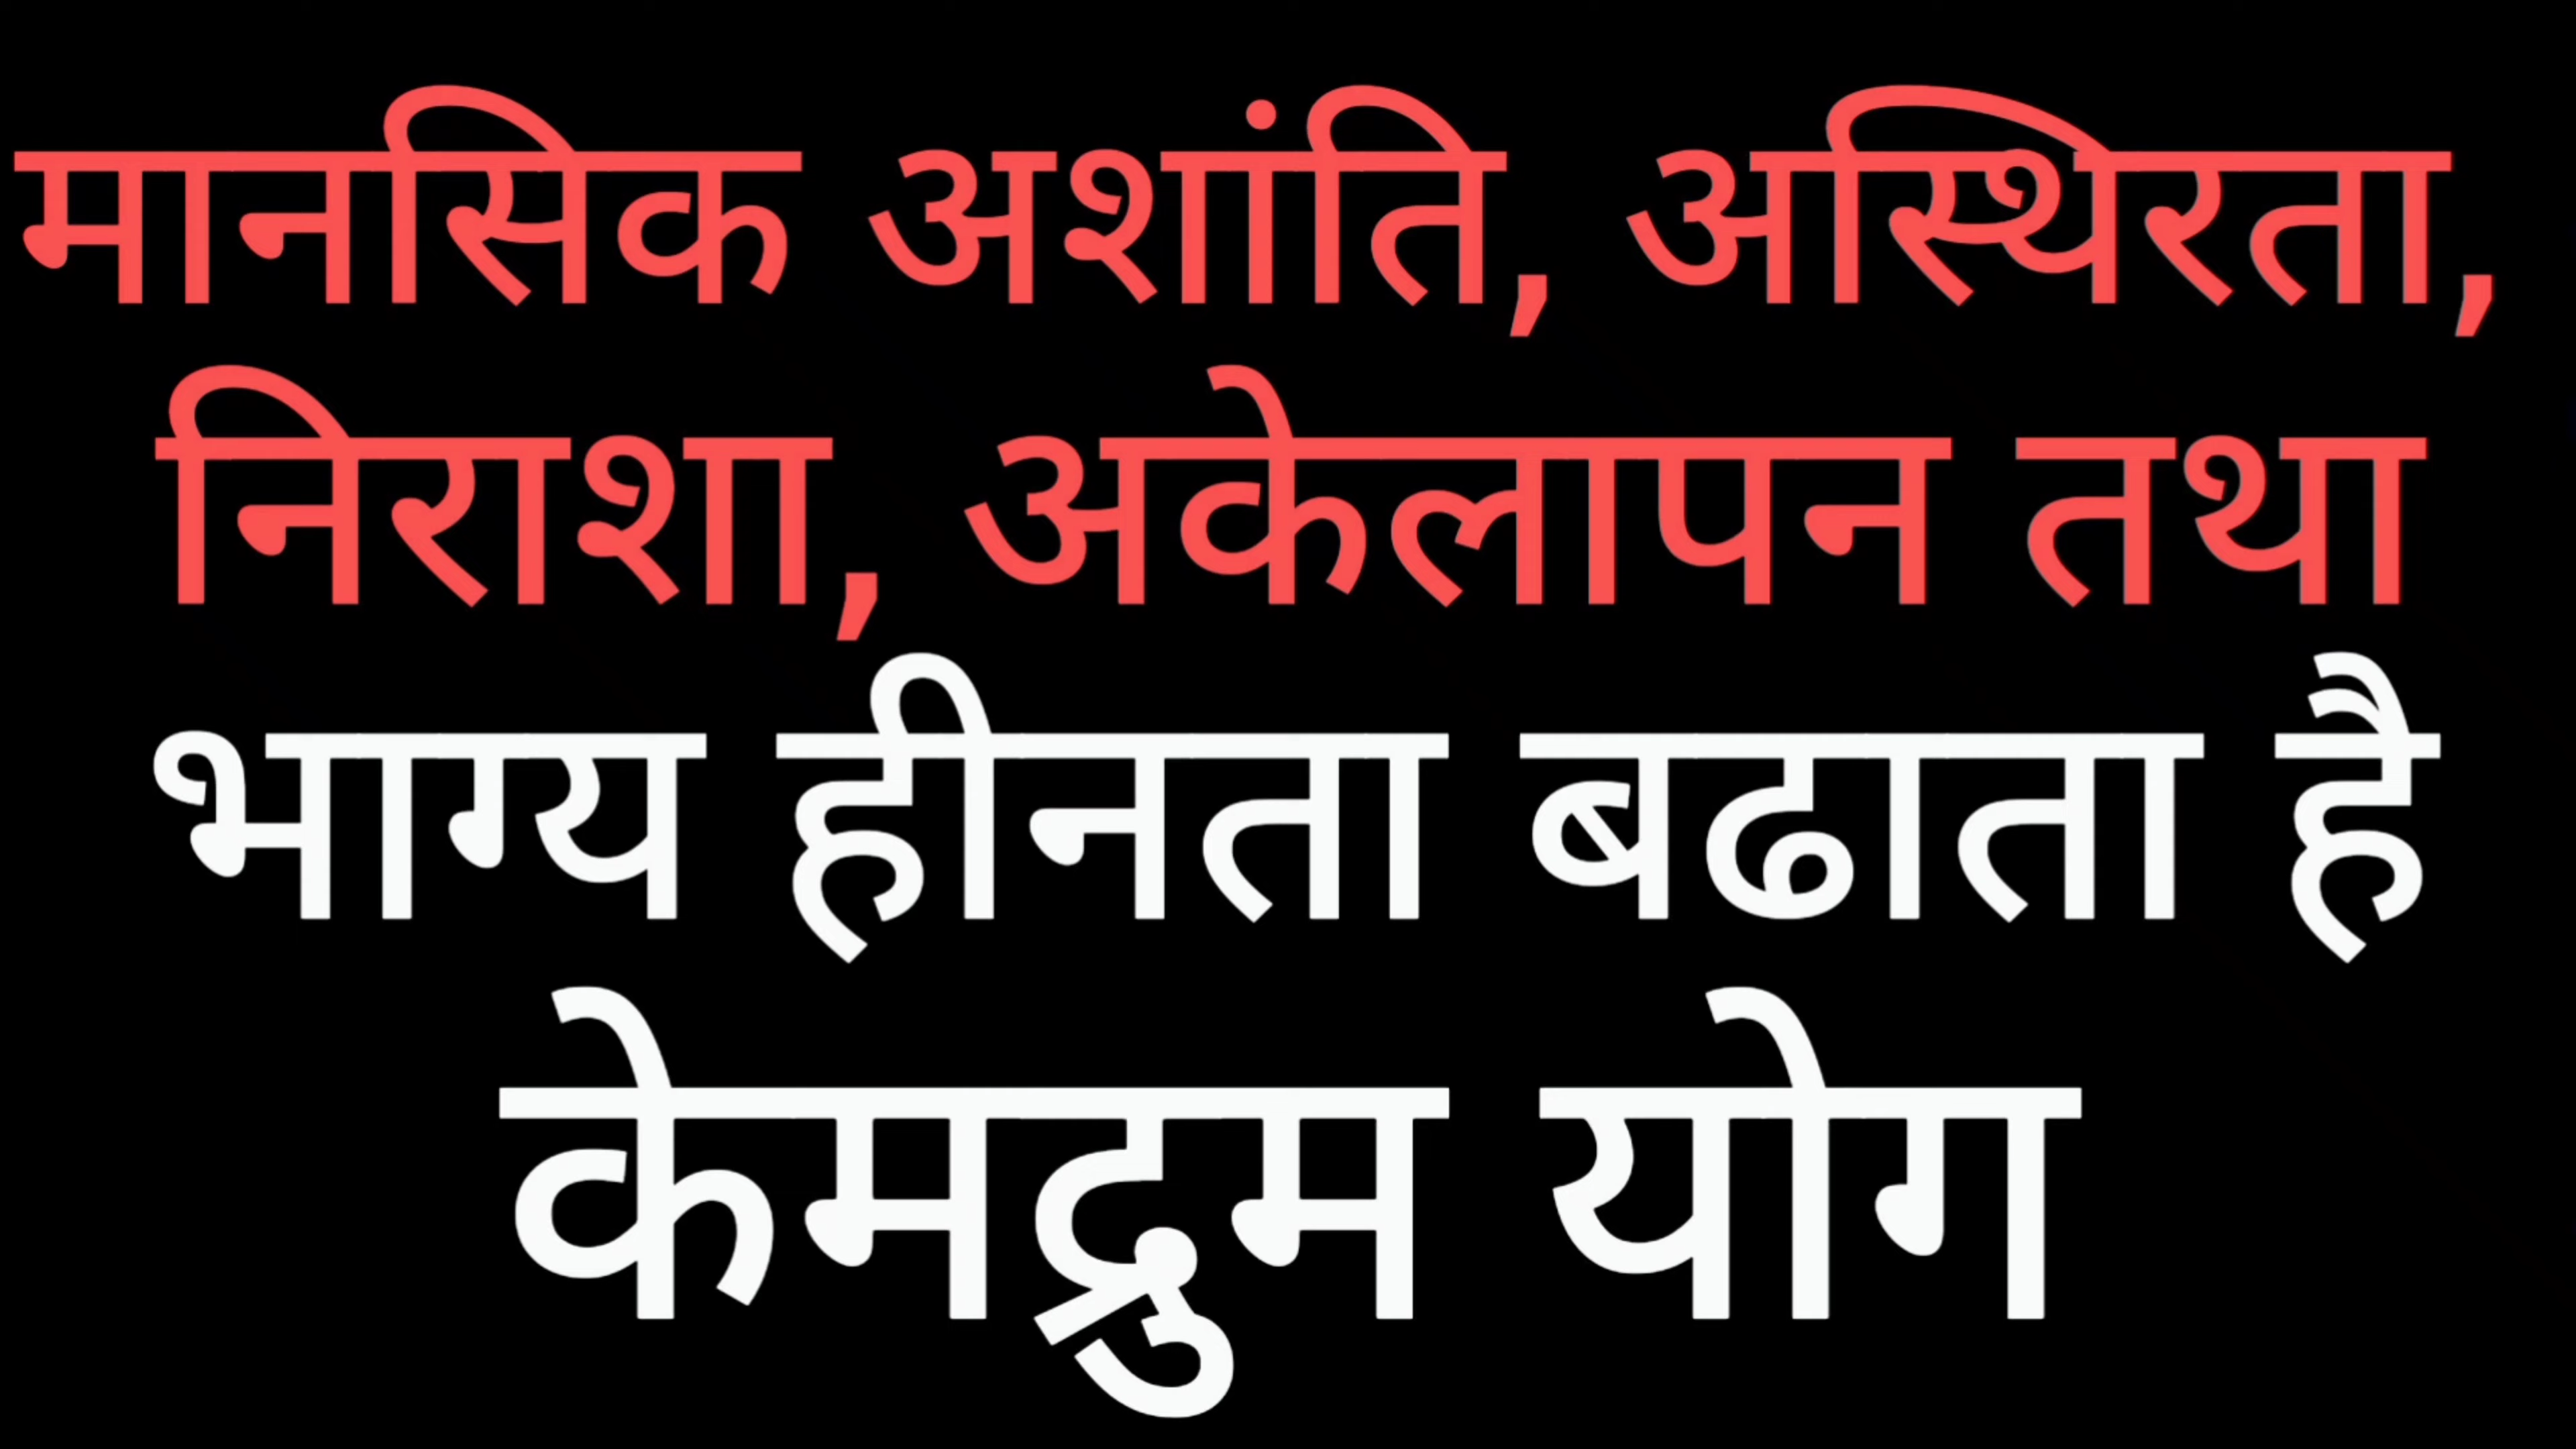 मानसिक अशांति, अस्थिरता,
निराशा, अकेलापन तथा
भाग्य हीनता बढाता है
केमद्रुम योग